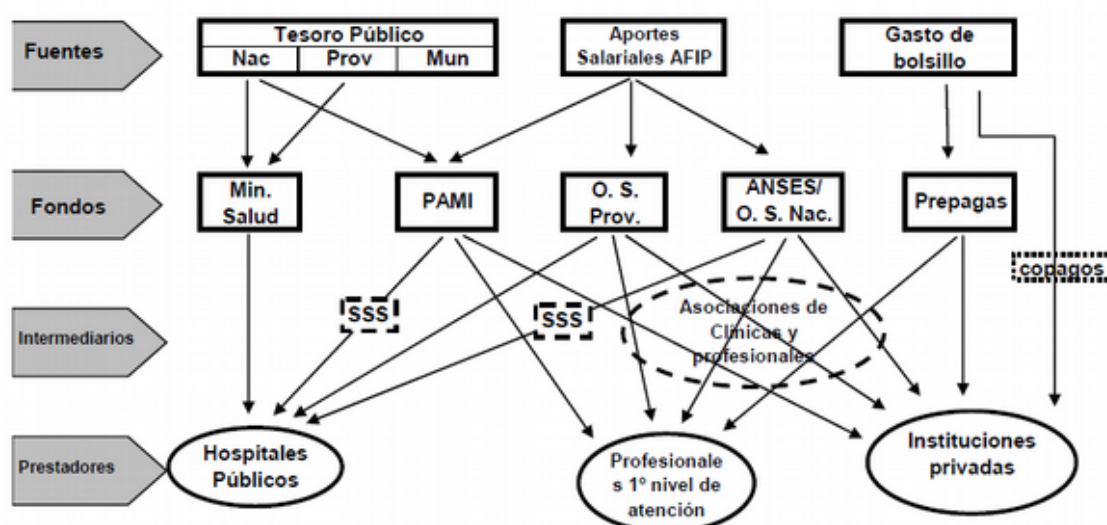 Fuentes
Tesoro Público
Nac Prov Mun
Aportes
Salariales AFIP
Gasto de
bolsillo
Fondos
Min.
Salud
PAMI
O. S.
Prov.
ANSES/
O. S. Nac.
Prepagas
copagos
Intermediarios
SSS
SSS
Asociaciones de
Clínicas y
profesionales
Prestadores
Hospitales
Públicos
Profesionale
s 1º nivel de
atención
Instituciones
privadas